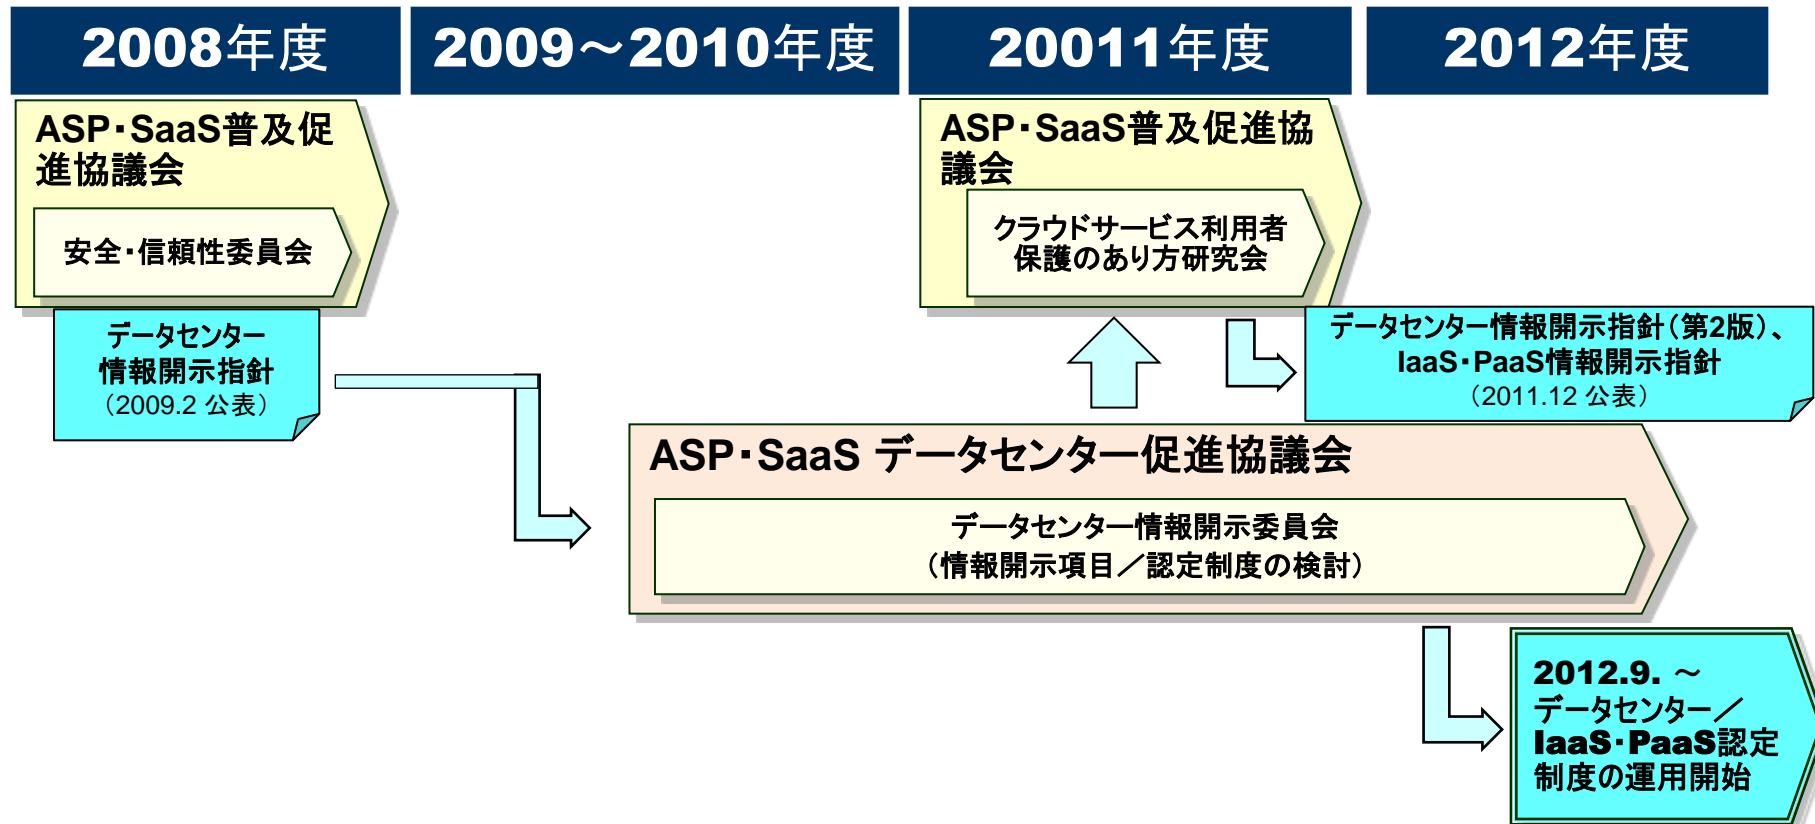 2008年度
2009～2010年度
20011年度
2012年度
ASP･SaaS普及促
進協議会
安全・信頼性委員会
データセンター
情報開示指針
（2009.2 公表）
ASP･SaaS普及促進協
議会
クラウドサービス利用者
保護のあり方研究会
データセンター情報開示指針（第2版）、
IaaS･PaaS情報開示指針
（2011.12 公表）
ASP･SaaS データセンター促進協議会
データセンター情報開示委員会
（情報開示項目／認定制度の検討）
2012.9. ～
データセンター／
IaaS･PaaS認定
制度の運用開始